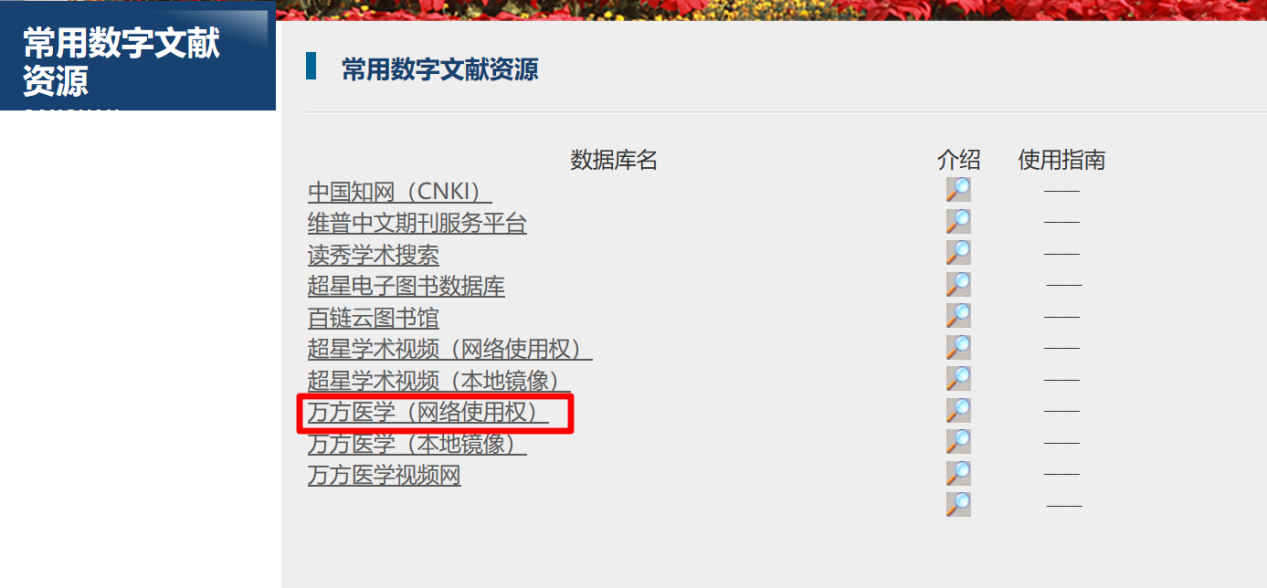 常用数字文献
资源
常用数字文献资源
数据库名 介绍 使用指南
中国知网（CNKI） ——
维普中文期刊服务平台 ——
读秀学术搜索 ——
超星电子图书数据库 ——
百链云图书馆 ——
超星学术视频（网络使用权） ——
超星学术视频（本地镜像） ——
万方医学（网络使用权） ——
万方医学（本地镜像） ——
万方医学视频网 ——
——